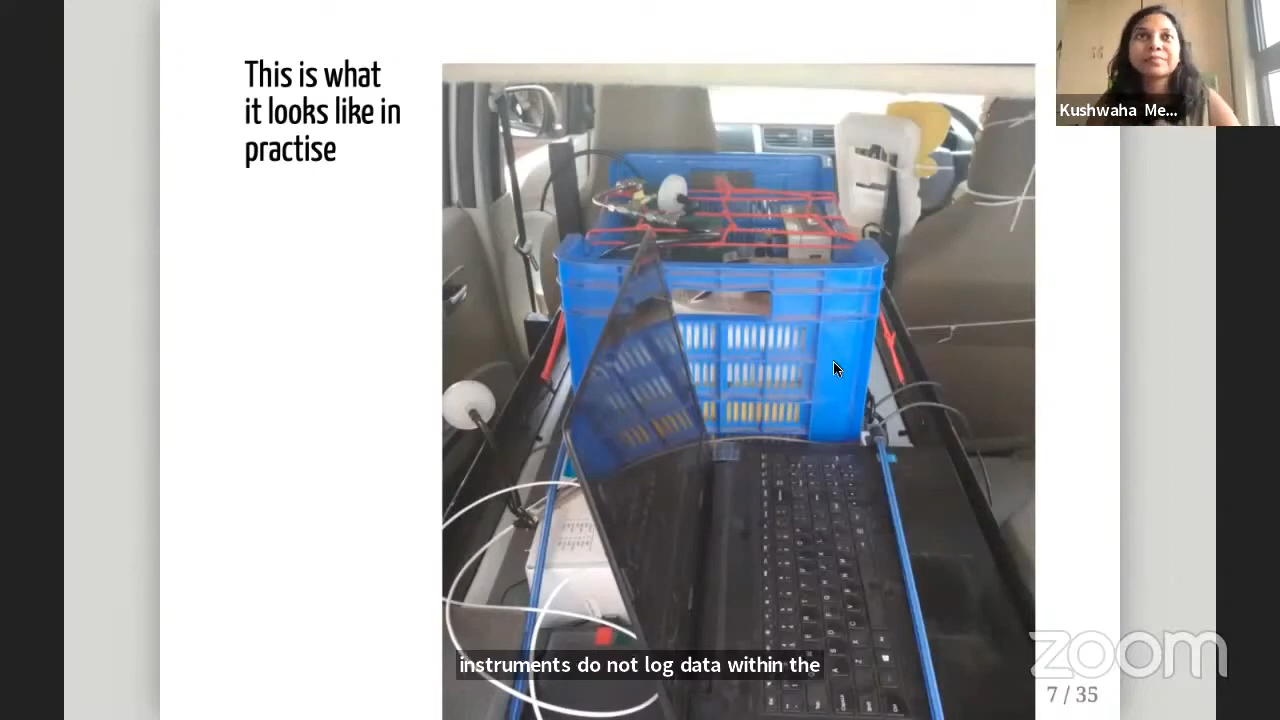 This is what
it looks like in
practise
Kushwaha Me...
instruments do not log data within the
zoom
7 / 35